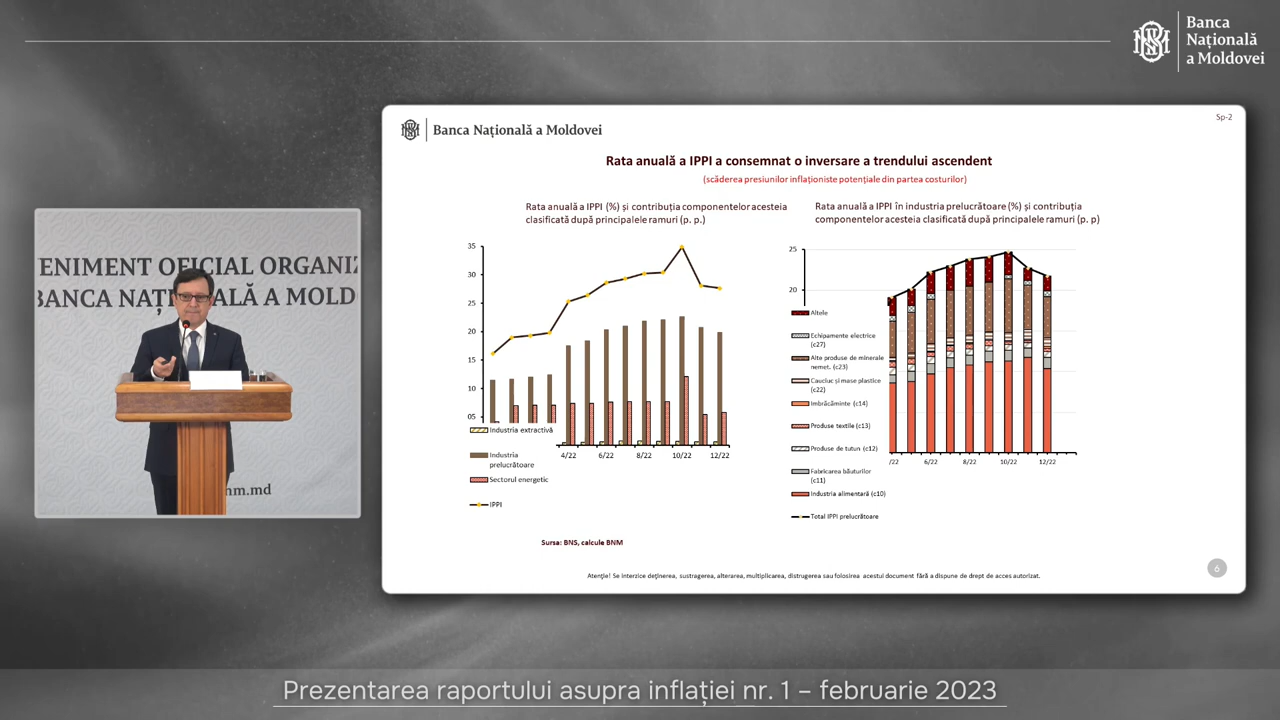 Banca
Națională
a Moldovei
Banca Națională a Moldovei
Sp-2
Rata anuală a IPPI a consemnat o inversare a trendului ascendent
(scăderea presiunilor inflaționiste potențiale din partea costurilor)
Rata anuală a IPPI (%) și contribuția componentelor acesteia
clasificată după principalele ramuri (p. p.)
35
30
25
20
15
10
05
4/22 6/22 8/22 10/22 12/22
Industria extractivă
Industria
prelucrătoare
Sectorul energetic
IPPI
Rata anuală a IPPI în industria prelucrătoare (%) și contribuția
componentelor acesteia clasificată după principalele ramuri (p. p)
25
20
Altele
Echipamente electrice
(c27)
Alte produse de minerale
nemet. (c23)
Cauciuc și mase plastice
(c22)
Imbrăcăminte (c14)
Produse textile (c13)
Produse de tutun (c12)
Fabricarea băuturilor
(c11)
Industria alimentară (c10)
Total IPPI prelucrătoare
/22 6/22 8/22 10/22 12/22
Sursa: BNS, calcule BNM
Atenție! Se interzice deținerea, sustragerea, alterarea, multiplicarea, distrugerea sau folosirea acestui document fără a dispune de drept de acces autorizat.
6
ENIMENT OFICIAL ORGANIZ
BANCA NAȚIONALĂ A MOLD
nm.md
Prezentarea raportului asupra inflației nr. 1 – februarie 2023